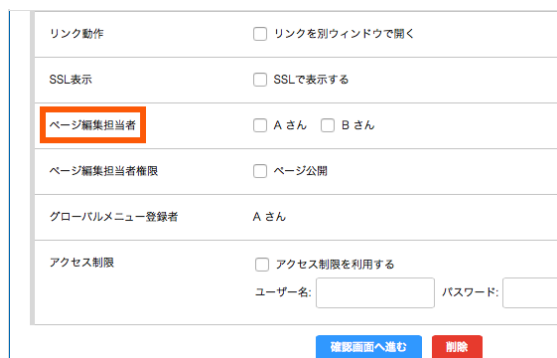 リンク動作 リンクを別ウィンドウで開く
SSL表示 SSLで表示する
ページ編集担当者 A さん B さん
ページ編集担当者権限 ページ公開
グローバルメニュー登録者 A さん
アクセス制限 アクセス制限を利用する
ユーザー名: パスワード:
確認画面へ進む 削除